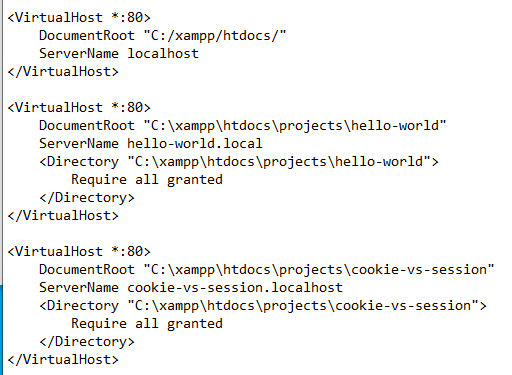 <VirtualHost *:80>
    DocumentRoot "C:/xampp/htdocs/"
    ServerName localhost
</VirtualHost>

<VirtualHost *:80>
    DocumentRoot "C:\xampp\htdocs\projects\hello-world"
    ServerName hello-world.local
    <Directory "C:\xampp\htdocs\projects\hello-world">
        Require all granted
    </Directory>
</VirtualHost>

<VirtualHost *:80>
    DocumentRoot "C:\xampp\htdocs\projects\cookie-vs-session"
    ServerName cookie-vs-session.localhost
    <Directory "C:\xampp\htdocs\projects\cookie-vs-session">
        Require all granted
    </Directory>
</VirtualHost>